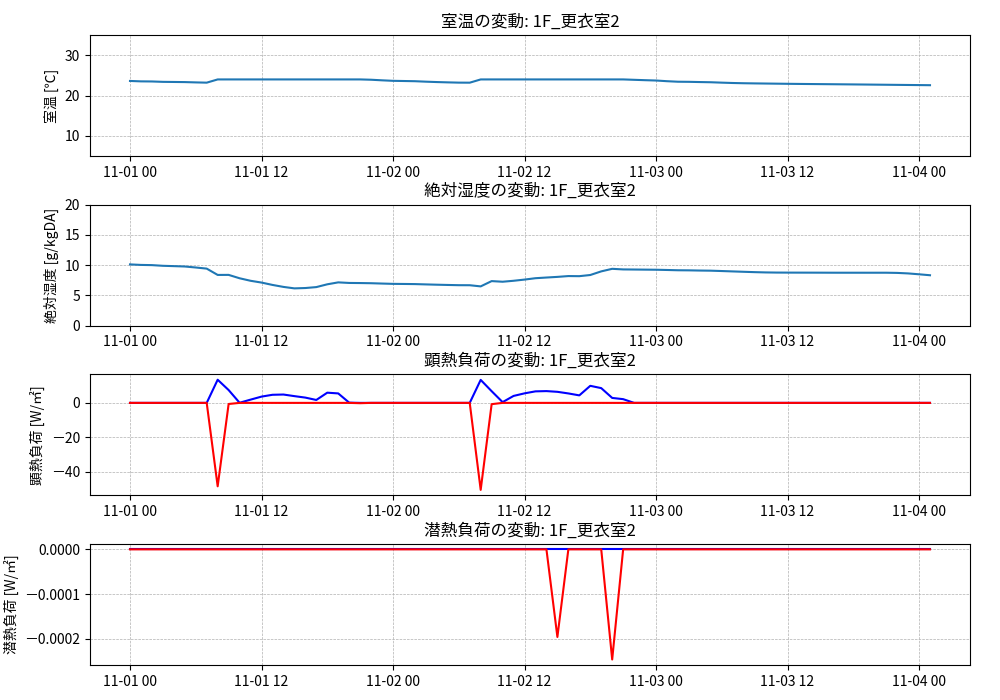 室温の変動: 1F_更衣室2
室温 [℃]
30
20
10
11-01 00 11-01 12 11-02 00 11-02 12 11-03 00 11-03 12 11-04 00
絶対湿度の変動: 1F_更衣室2
絶対湿度 [g/kgDA]
20
15
10
5
0
11-01 00 11-01 12 11-02 00 11-02 12 11-03 00 11-03 12 11-04 00
顕熱負荷の変動: 1F_更衣室2
顕熱負荷 [W/㎡]
0
−20
−40
11-01 00 11-01 12 11-02 00 11-02 12 11-03 00 11-03 12 11-04 00
潜熱負荷の変動: 1F_更衣室2
潜熱負荷 [W/㎡]
0.0000
−0.0001
−0.0002
11-01 00 11-01 12 11-02 00 11-02 12 11-03 00 11-03 12 11-04 00